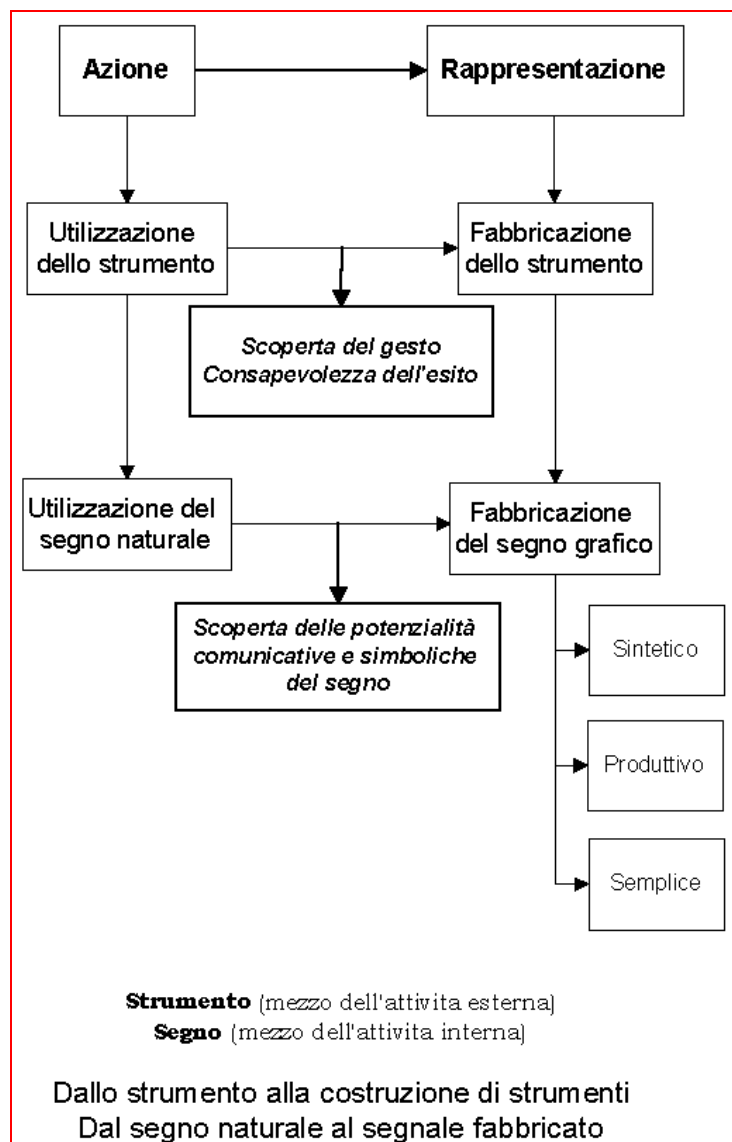 Azione
Rappresentazione
Utilizzazione
dello strumento
Fabbricazione
dello strumento
Scoperta del gesto
Consapevolezza dell'esito
Utilizzazione del
segno naturale
Fabbricazione
del segno grafico
Scoperta delle potenzialità
comunicative e simboliche
del segno
Sintetico
Produttivo
Semplice
Strumento (mezzo dell'attivita esterna)
Segno (mezzo dell'attivita interna)
Dallo strumento alla costruzione di strumenti
Dal segno naturale al segnale fabbricato